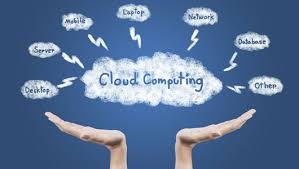 Laptop
Mobile
Network
Server
Database
Cloud Computing
Desktop
Other